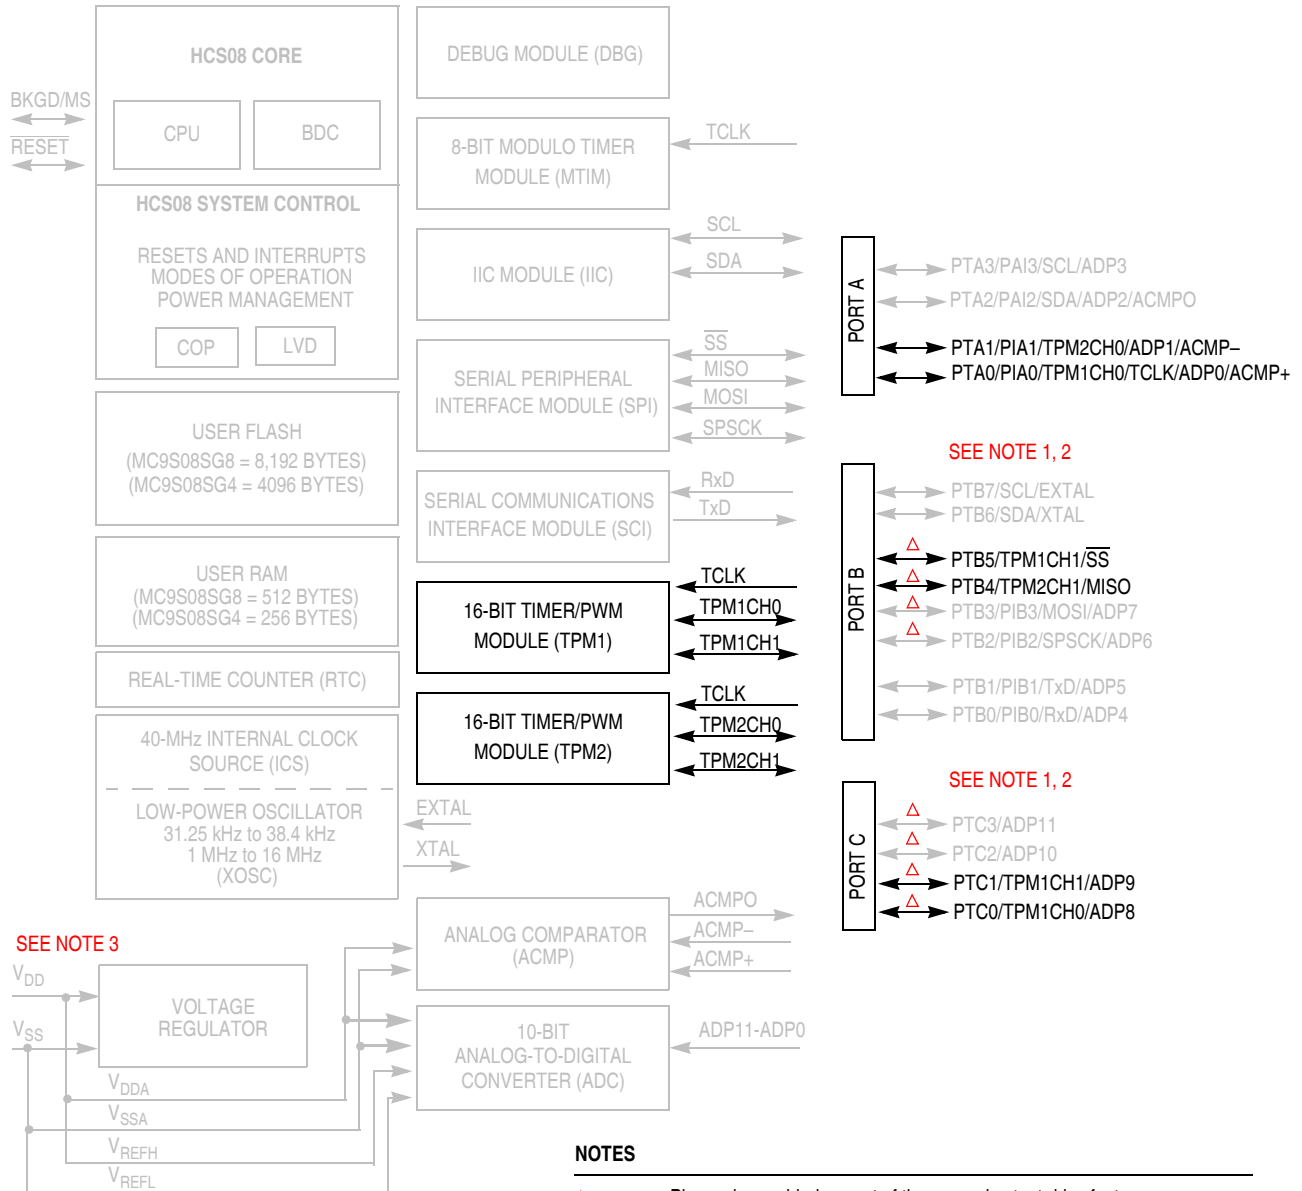 HCS08 CORE
CPU
BDC
BKGD/MS
RESET
HCS08 SYSTEM CONTROL
RESETS AND INTERRUPTS
MODES OF OPERATION
POWER MANAGEMENT
COP
LVD
USER FLASH
(MC9S08SG8 = 8,192 BYTES)
(MC9S08SG4 = 4096 BYTES)
USER RAM
(MC9S08SG8 = 512 BYTES)
(MC9S08SG4 = 256 BYTES)
REAL-TIME COUNTER (RTC)
40-MHz INTERNAL CLOCK
SOURCE (ICS)
LOW-POWER OSCILLATOR
31.25 kHz to 38.4 kHz
1 MHz to 16 MHz
(XOSC)
EXTAL
XTAL
SEE NOTE 3
VDD
VSS
VOLTAGE
REGULATOR
VDDA
VSSA
VREFH
VREFL
DEBUG MODULE (DBG)
8-BIT MODULO TIMER
MODULE (MTIM)
TCLK
IIC MODULE (IIC)
SCL
SDA
SERIAL PERIPHERAL
INTERFACE MODULE (SPI)
SS
MISO
MOSI
SPSCK
SERIAL COMMUNICATIONS
INTERFACE MODULE (SCI)
RxD
TxD
16-BIT TIMER/PWM
MODULE (TPM1)
TCLK
TPM1CH0
TPM1CH1
16-BIT TIMER/PWM
MODULE (TPM2)
TCLK
TPM2CH0
TPM2CH1
ANALOG COMPARATOR
(ACMP)
ACMPO
ACMP–
ACMP+
10-BIT
ANALOG-TO-DIGITAL
CONVERTER (ADC)
ADP11-ADP0
PORT A
PTA3/PAI3/SCL/ADP3
PTA2/PAI2/SDA/ADP2/ACMPO
PTA1/PIA1/TPM2CH0/ADP1/ACMP–
PTA0/PIA0/TPM1CH0/TCLK/ADP0/ACMP+
SEE NOTE 1, 2
PORT B
PTB7/SCL/EXTAL
PTB6/SDA/XTAL
PTB5/TPM1CH1/SS
PTB4/TPM2CH1/MISO
PTB3/PIB3/MOSI/ADP7
PTB2/PIB2/SPSCK/ADP6
PTB1/PIB1/TxD/ADP5
PTB0/PIB0/RxD/ADP4
SEE NOTE 1, 2
PORT C
PTC3/ADP11
PTC2/ADP10
PTC1/TPM1CH1/ADP9
PTC0/TPM1CH0/ADP8
NOTES